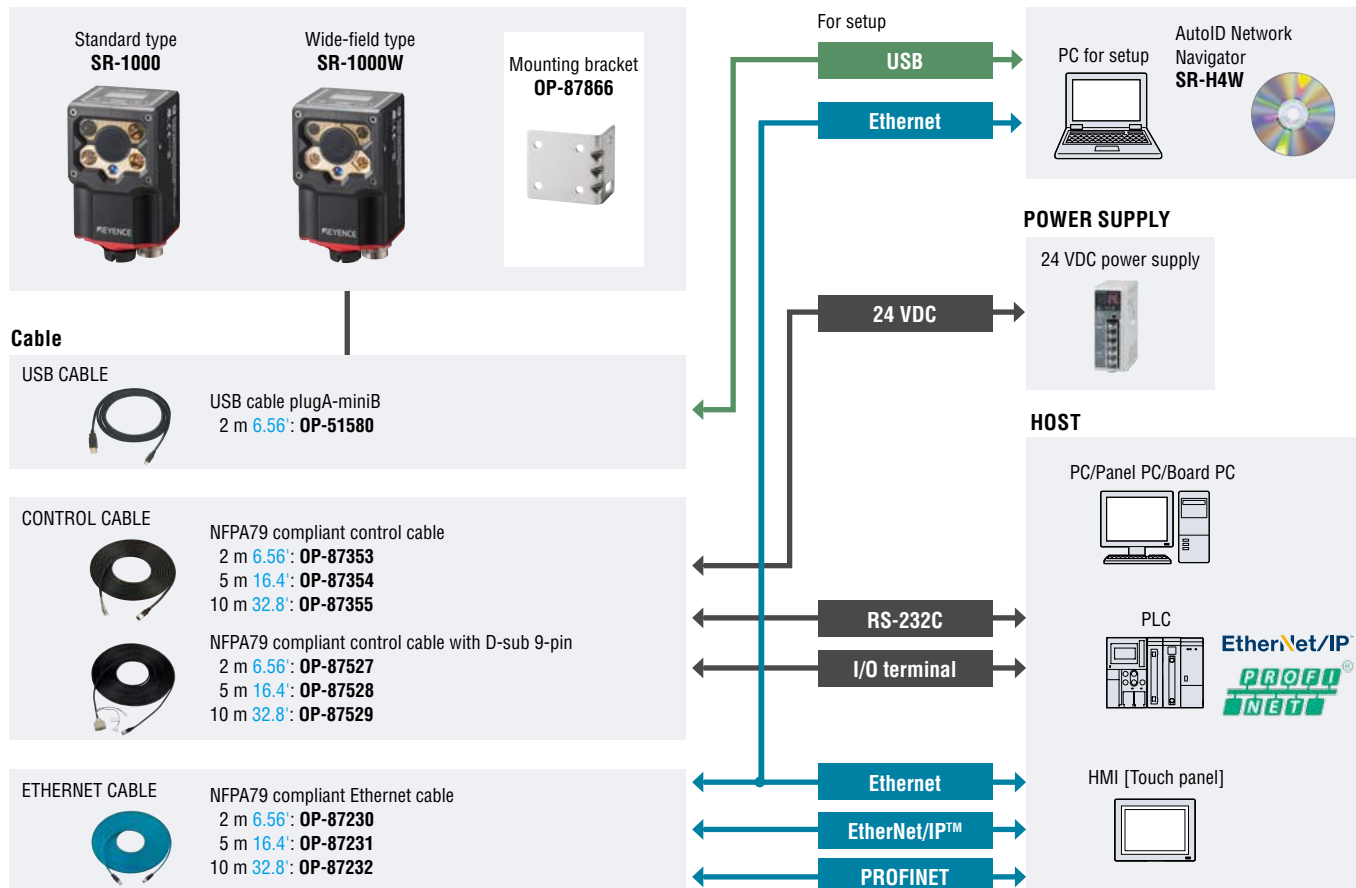 Standard type
SR-1000
Wide-field type
SR-1000W
Mounting bracket
OP-87866
KEYENCE
KEYENCE
For setup
USB
Ethernet
PC for setup
AutoID Network
Navigator
SR-H4W
POWER SUPPLY
24 VDC power supply
24 VDC
Cable
USB CABLE
USB cable plugA-miniB
2 m 6.56': OP-51580
CONTROL CABLE
NFPA79 compliant control cable
2 m 6.56': OP-87353
5 m 16.4': OP-87354
10 m 32.8': OP-87355
NFPA79 compliant control cable with D-sub 9-pin
2 m 6.56': OP-87527
5 m 16.4': OP-87528
10 m 32.8': OP-87529
RS-232C
I/O terminal
HOST
PC/Panel PC/Board PC
PLC
EtherNet/IP™
PROFI®
NET
HMI [Touch panel]
ETHERNET CABLE
NFPA79 compliant Ethernet cable
2 m 6.56': OP-87230
5 m 16.4': OP-87231
10 m 32.8': OP-87232
Ethernet
EtherNet/IP™
PROFINET